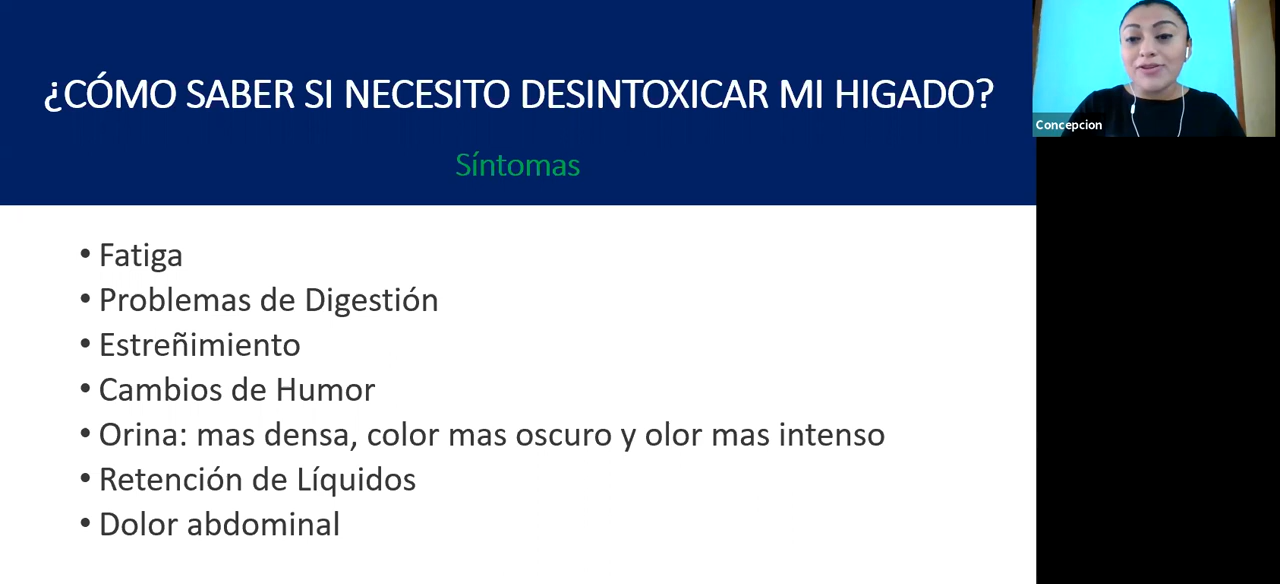 ¿CÓMO SABER SI NECESITO DESINTOXICAR MI HIGADO?
Síntomas
• Fatiga
• Problemas de Digestión
• Estreñimiento
• Cambios de Humor
• Orina: mas densa, color mas oscuro y olor mas intenso
• Retención de Líquidos
• Dolor abdominal
Concepcion